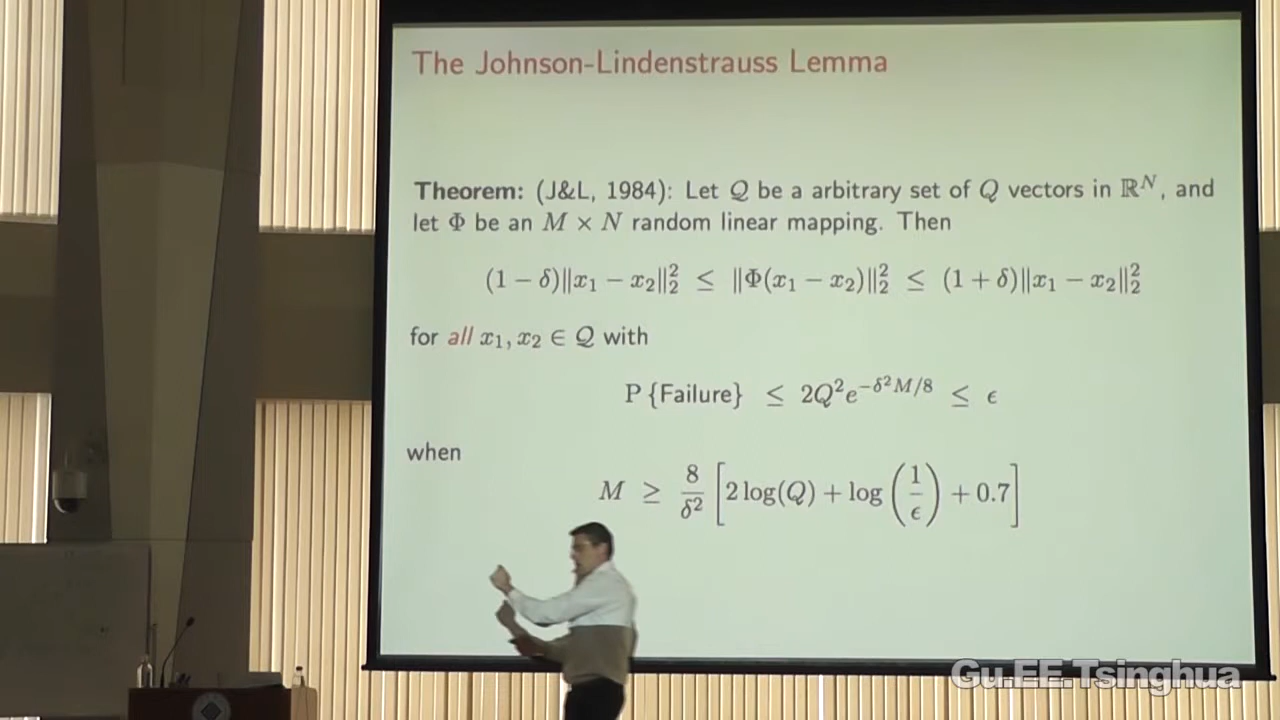 The Johnson-Lindenstrauss Lemma
Theorem: (J&L, 1984): Let 𝒬 be a arbitrary set of Q vectors in ℝ^N, and
let Φ be an M × N random linear mapping. Then
(1 − δ)‖x₁ − x₂‖₂² ≤ ‖Φ(x₁ − x₂)‖₂² ≤ (1 + δ)‖x₁ − x₂‖₂²
for all x₁, x₂ ∈ 𝒬 with
P {Failure} ≤ 2Q²e^{−δ²M/8} ≤ ϵ
when
M ≥ 8/δ² [2 log(Q) + log(1/ϵ) + 0.7]
Gu.EE.Tsinghua